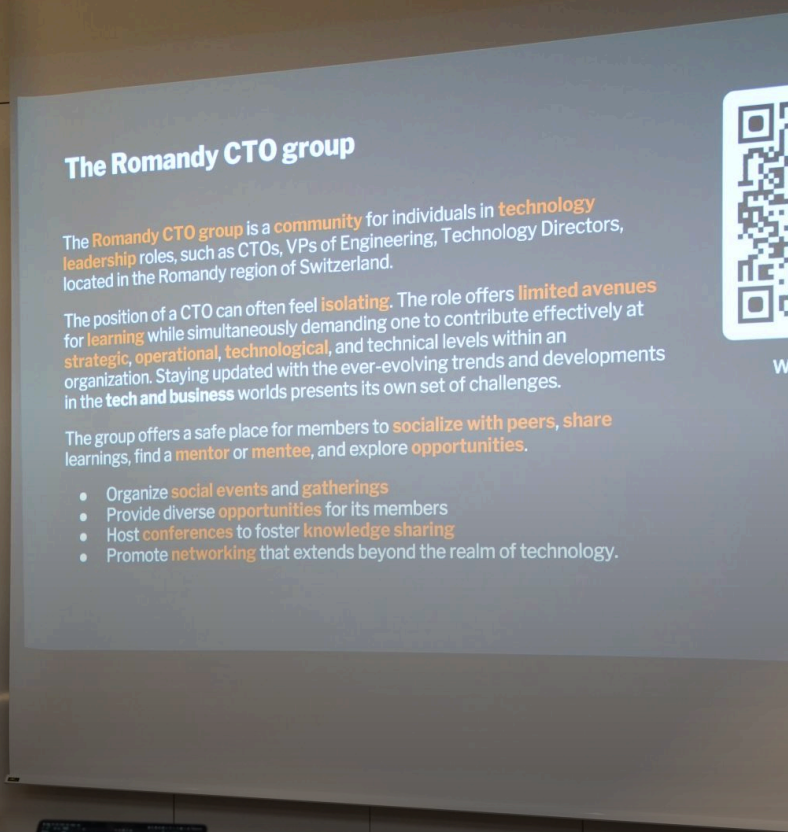 The Romandy CTO group
The Romandy CTO group is a community for individuals in technology
leadership roles, such as CTOs, VPs of Engineering, Technology Directors,
located in the Romandy region of Switzerland.
The position of a CTO can often feel isolating. The role offers limited avenues
for learning while simultaneously demanding one to contribute effectively at
strategic, operational, technological, and technical levels within an
organization. Staying updated with the ever-evolving trends and developments
in the tech and business worlds presents its own set of challenges.
The group offers a safe place for members to socialize with peers, share
learnings, find a mentor or mentee, and explore opportunities.
● Organize social events and gatherings
● Provide diverse opportunities for its members
● Host conferences to foster knowledge sharing
● Promote networking that extends beyond the realm of technology.